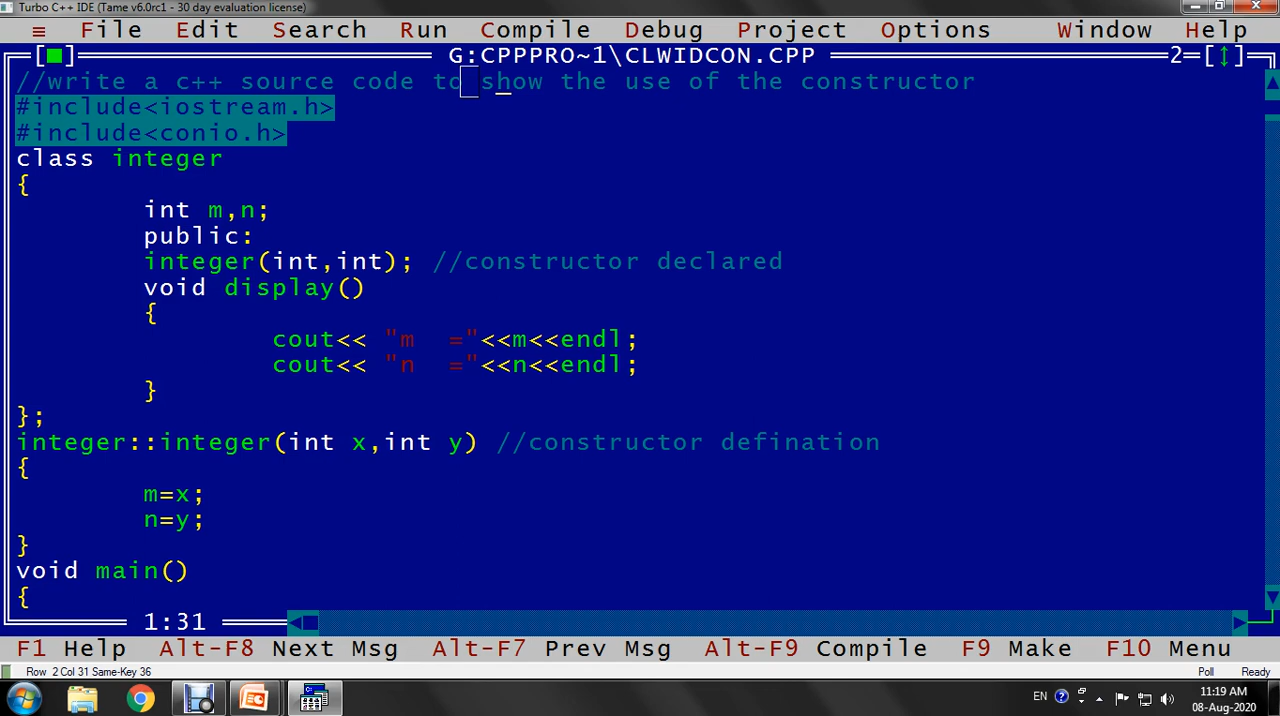 Turbo C++ IDE (Tame v6.0rc1 - 30 day evaluation license)
≡ File Edit Search Run Compile Debug Project Options Window Help
[■] G:CPPPRO~1\CLWIDCON.CPP 2=[↕]
//write a c++ source code to show the use of the constructor
#include<iostream.h>
#include<conio.h>
class integer
{
int m,n;
public:
integer(int,int); //constructor declared
void display()
{
cout<< "m  ="<<m<<endl;
cout<< "n  ="<<n<<endl;
}
};
integer::integer(int x,int y) //constructor defination
{
m=x;
n=y;
}
void main()
{
1:31
F1 Help Alt-F8 Next Msg Alt-F7 Prev Msg Alt-F9 Compile F9 Make F10 Menu
Row 2 Col 31 Same-Key 36 Poll Ready
EN 11:19 AM
08-Aug-2020